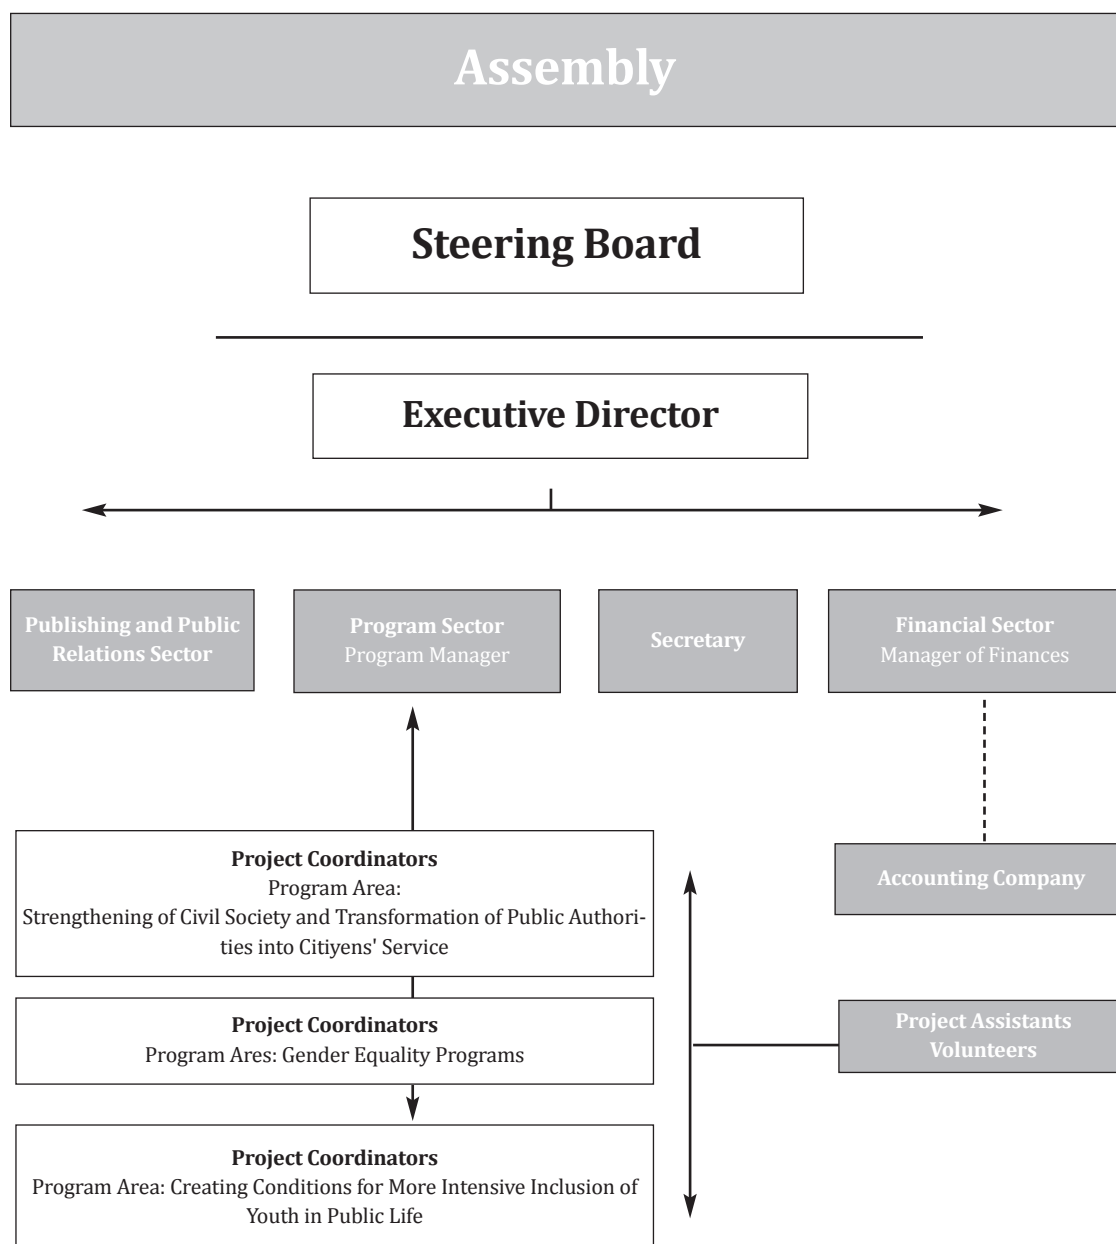 Assembly
Steering Board
Executive Director
Publishing and Public
Relations Sector
Program Sector
Program Manager
Secretary
Financial Sector
Manager of Finances
Project Coordinators
Program Area:
Strengthening of Civil Society and Transformation of Public Authori-
ties into Citiyens' Service
Accounting Company
Project Coordinators
Program Ares: Gender Equality Programs
Project Assistants
Volunteers
Project Coordinators
Program Area: Creating Conditions for More Intensive Inclusion of
Youth in Public Life